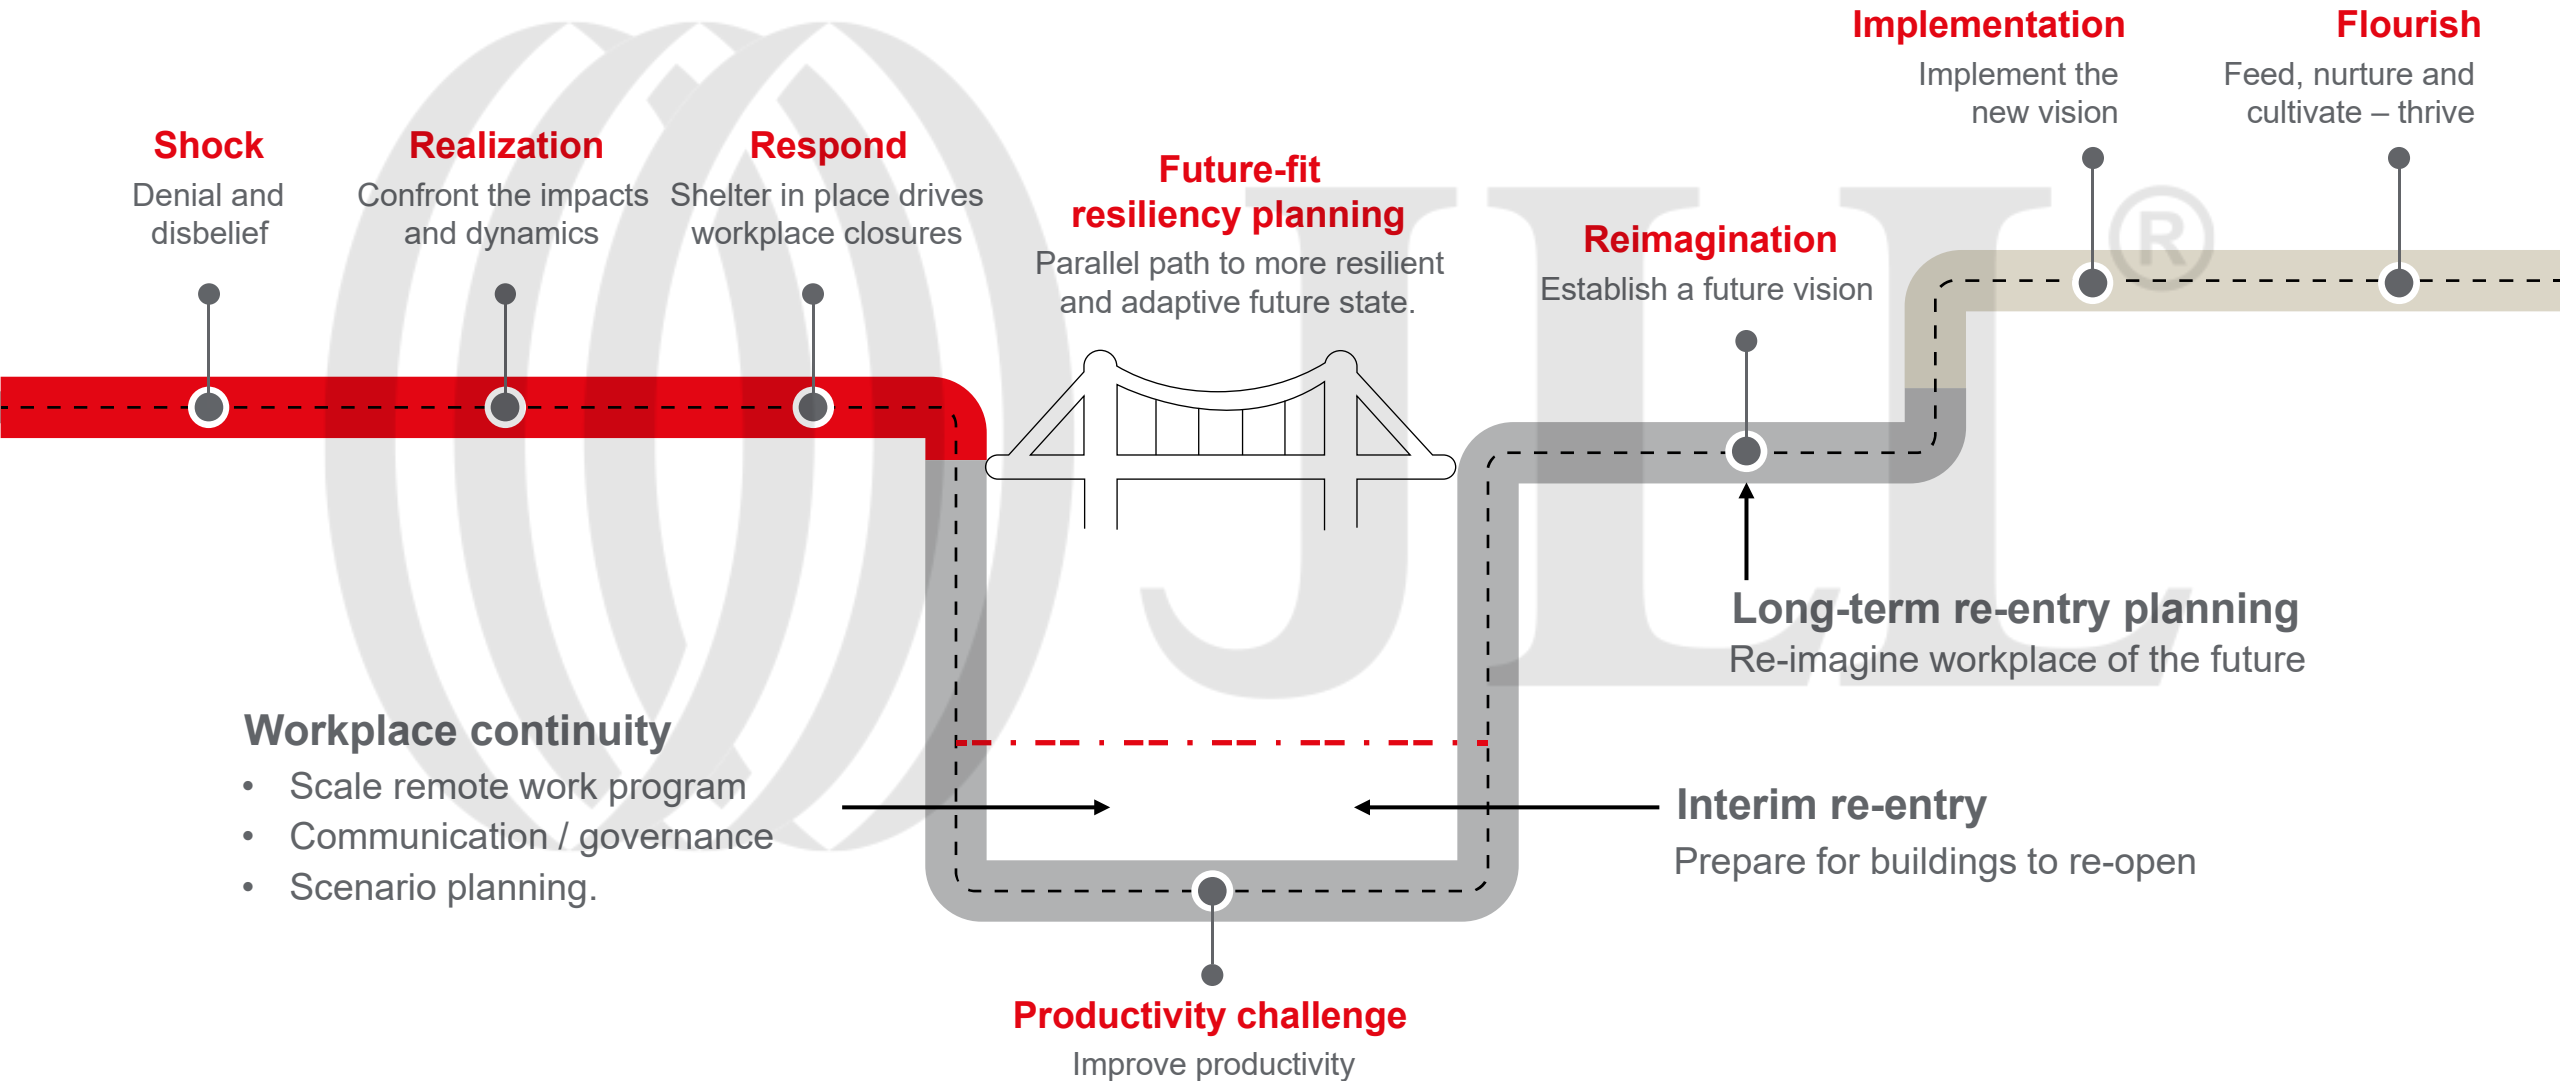 Shock
Denial and
disbelief
Realization
Confront the impacts
and dynamics
Respond
Shelter in place drives
workplace closures
Future-fit
resiliency planning
Parallel path to more resilient
and adaptive future state.
Reimagination
Establish a future vision
Implementation
Implement the
new vision
Flourish
Feed, nurture and
cultivate – thrive
JLL®
Long-term re-entry planning
Re-imagine workplace of the future
Workplace continuity
• Scale remote work program
• Communication / governance
• Scenario planning.
Interim re-entry
Prepare for buildings to re-open
Productivity challenge
Improve productivity